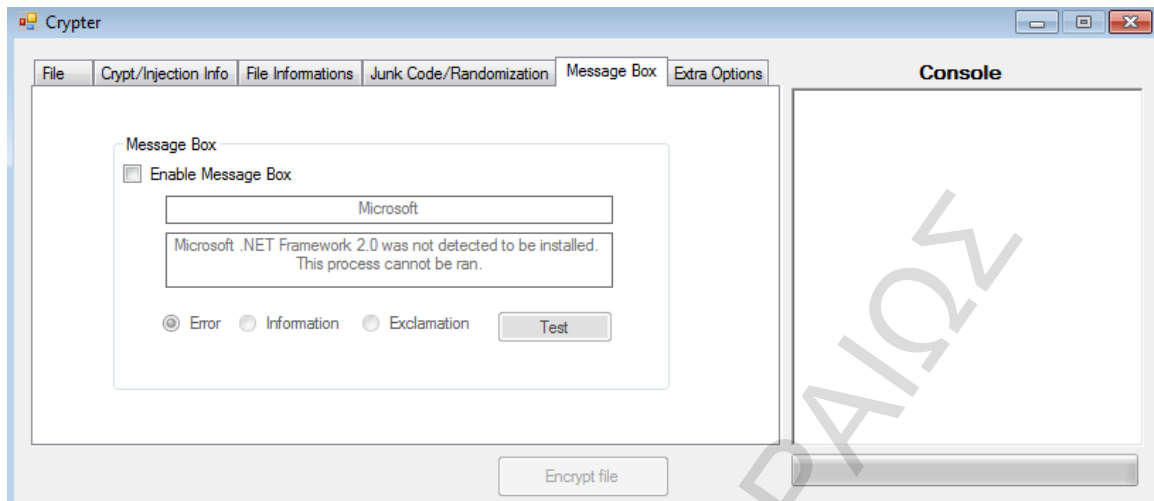 Crypter
File Crypt/Injection Info File Informations Junk Code/Randomization Message Box Extra Options
Console
Message Box
Enable Message Box
Microsoft
Microsoft .NET Framework 2.0 was not detected to be installed.
This process cannot be ran.
Error Information Exclamation Test
Encrypt file
ΡΑΙΩΣ